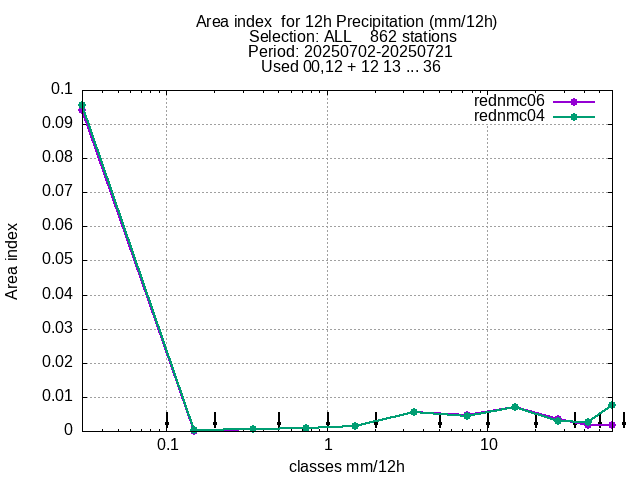 Area index  for 12h Precipitation (mm/12h)
Selection: ALL    862 stations
Period: 20250702-20250721
Used 00,12 + 12 13 ... 36
rednmc06
rednmc04
0.1
0.09
0.08
0.07
0.06
0.05
0.04
0.03
0.02
0.01
0
Area index
0.1 1 10
classes mm/12h